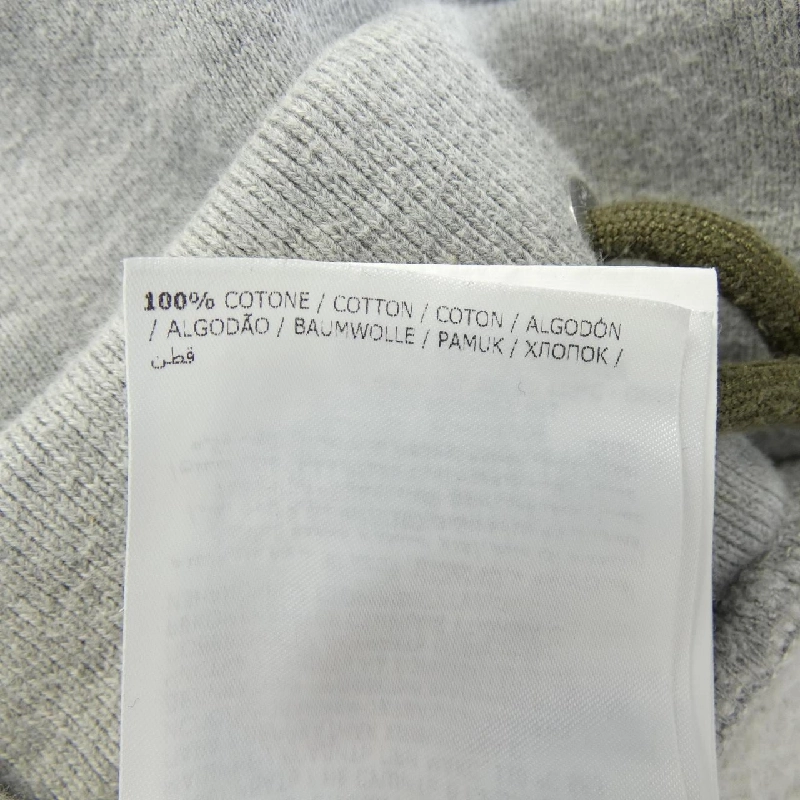 100% COTONE / COTTON / COTON / ALGODÓN
/ ALGODÃO / BAUMWOLLE / PAMUK / ХЛОПОК /
قطن